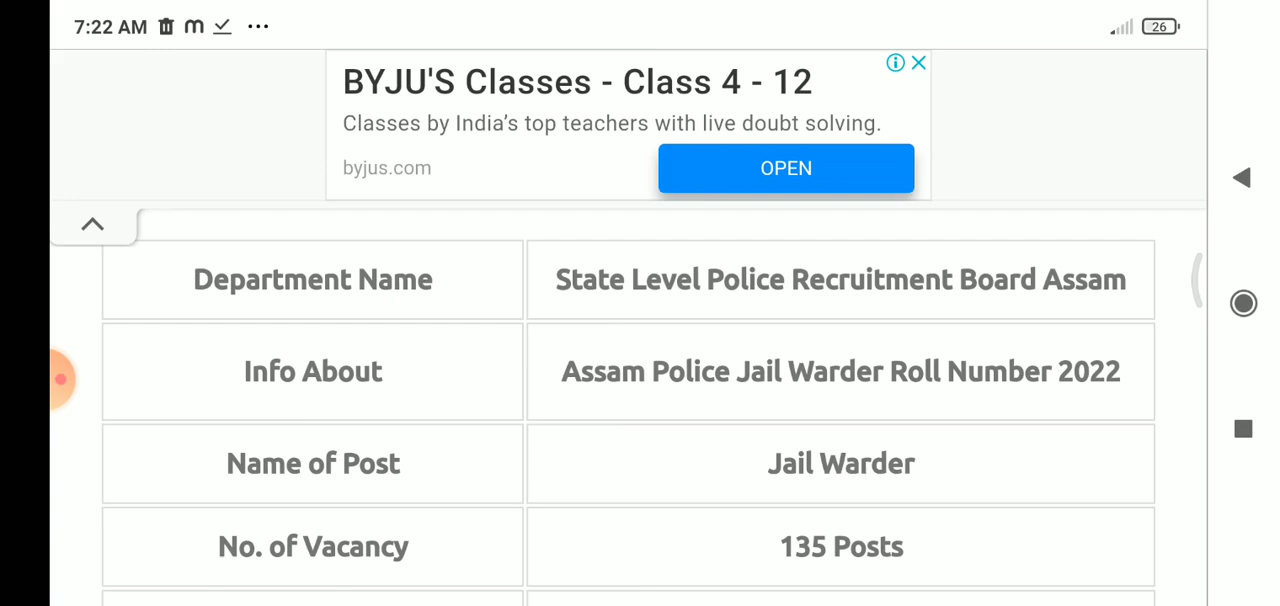 7:22 AM
26
BYJU'S Classes - Class 4 - 12
Classes by India's top teachers with live doubt solving.
byjus.com
OPEN
Department Name State Level Police Recruitment Board Assam
Info About Assam Police Jail Warder Roll Number 2022
Name of Post Jail Warder
No. of Vacancy 135 Posts